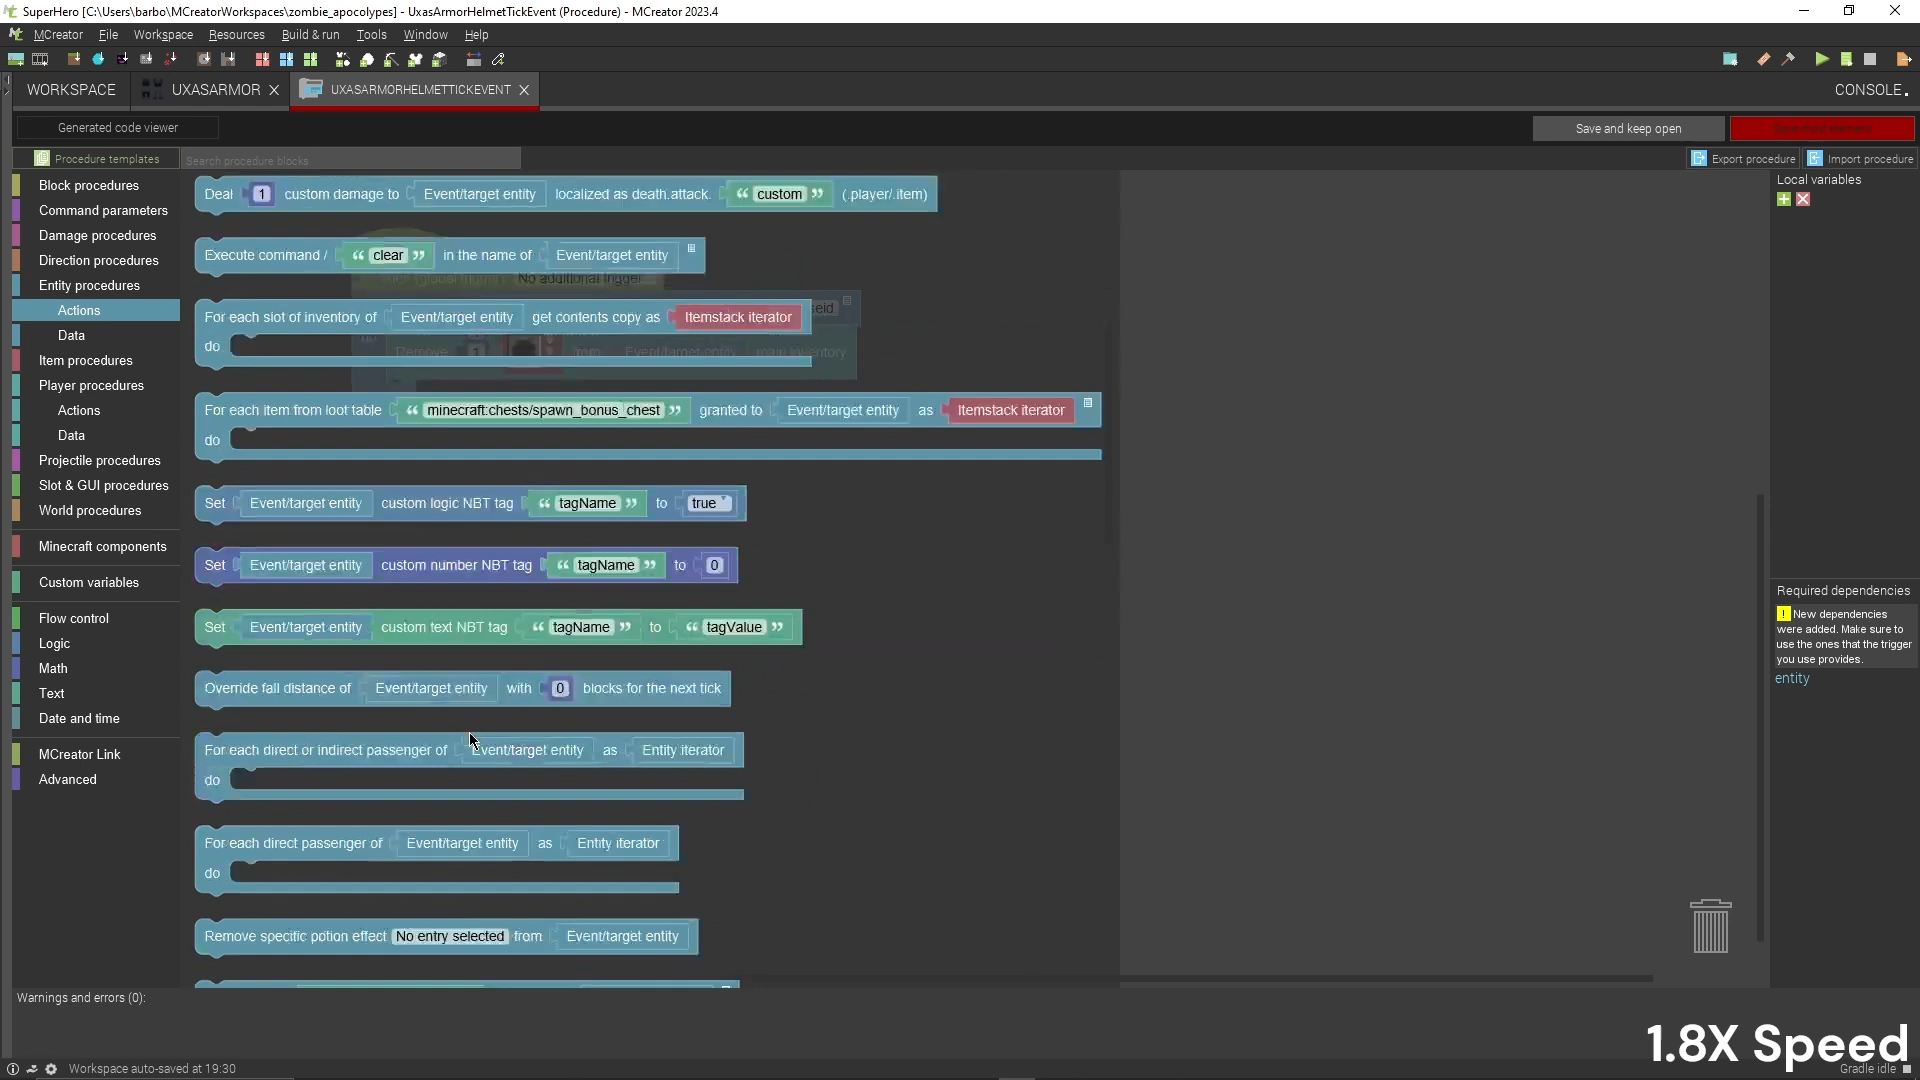 SuperHero [C:\Users\barbo\MCreatorWorkspaces\zombie_apocolypes] - UxasArmorHelmetTickEvent (Procedure) - MCreator 2023.4
MCreator File Workspace Resources Build & run Tools Window Help
WORKSPACE UXASARMOR UXASARMORHELMETTICKEVENT CONSOLE
Generated code viewer Save and keep open
Procedure templates Search procedure blocks Export procedure Import procedure
Block procedures
Command parameters
Damage procedures
Direction procedures
Entity procedures
Actions
Data
Item procedures
Player procedures
Actions
Data
Projectile procedures
Slot & GUI procedures
World procedures
Minecraft components
Custom variables
Flow control
Logic
Math
Text
Date and time
MCreator Link
Advanced
Deal 1 custom damage to Event/target entity localized as death.attack. “ custom ” (.player/.item)
Execute command / “ clear ” in the name of Event/target entity
No additional trigger
For each slot of inventory of Event/target entity get contents copy as Itemstack iterator
do
Remove 1 from Event/target entity main inventory
For each item from loot table “ minecraft:chests/spawn_bonus_chest ” granted to Event/target entity as Itemstack iterator
do
Set Event/target entity custom logic NBT tag “ tagName ” to true
Set Event/target entity custom number NBT tag “ tagName ” to 0
Set Event/target entity custom text NBT tag “ tagName ” to “ tagValue ”
Override fall distance of Event/target entity with 0 blocks for the next tick
For each direct or indirect passenger of Event/target entity as Entity iterator
do
For each direct passenger of Event/target entity as Entity iterator
do
Remove specific potion effect No entry selected from Event/target entity
Local variables
Required dependencies
! New dependencies
were added. Make sure to
use the ones that the trigger
you use provides.
entity
Warnings and errors (0):
1.8X Speed
Workspace auto-saved at 19:30 Gradle idle